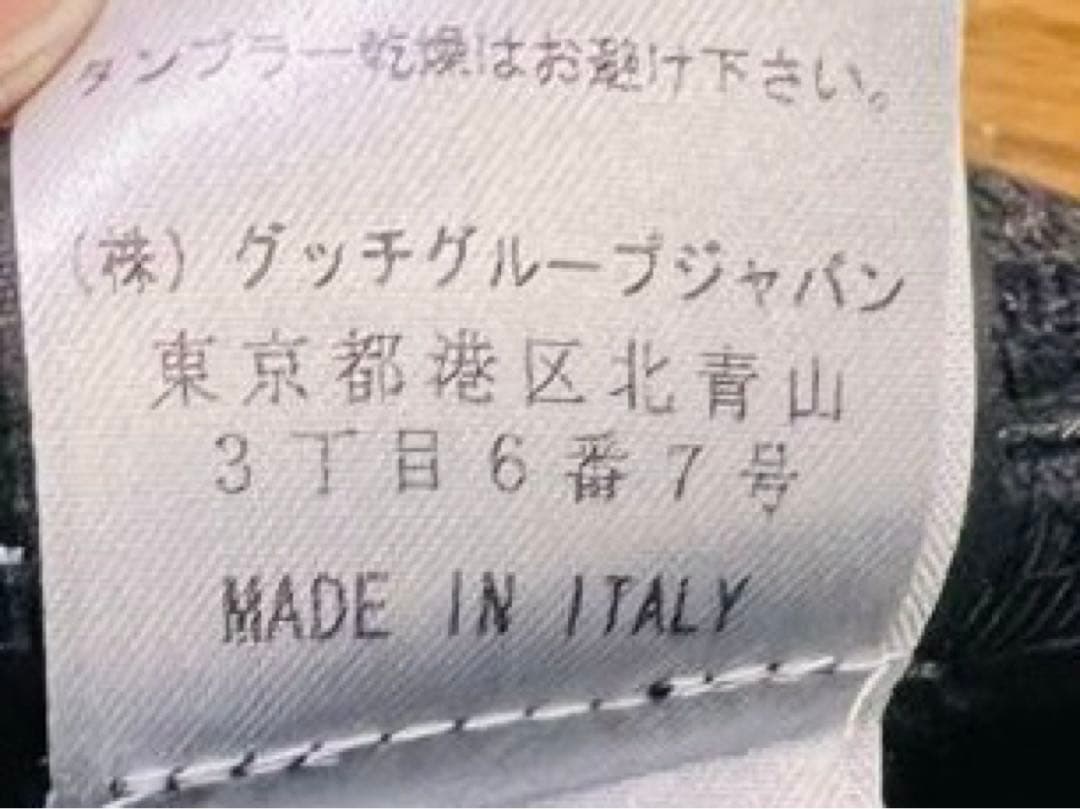 タンブラー乾燥はお避け下さい。
(株) グッチグループジャパン
東京都港区北青山
3丁目6番7号
MADE IN ITALY